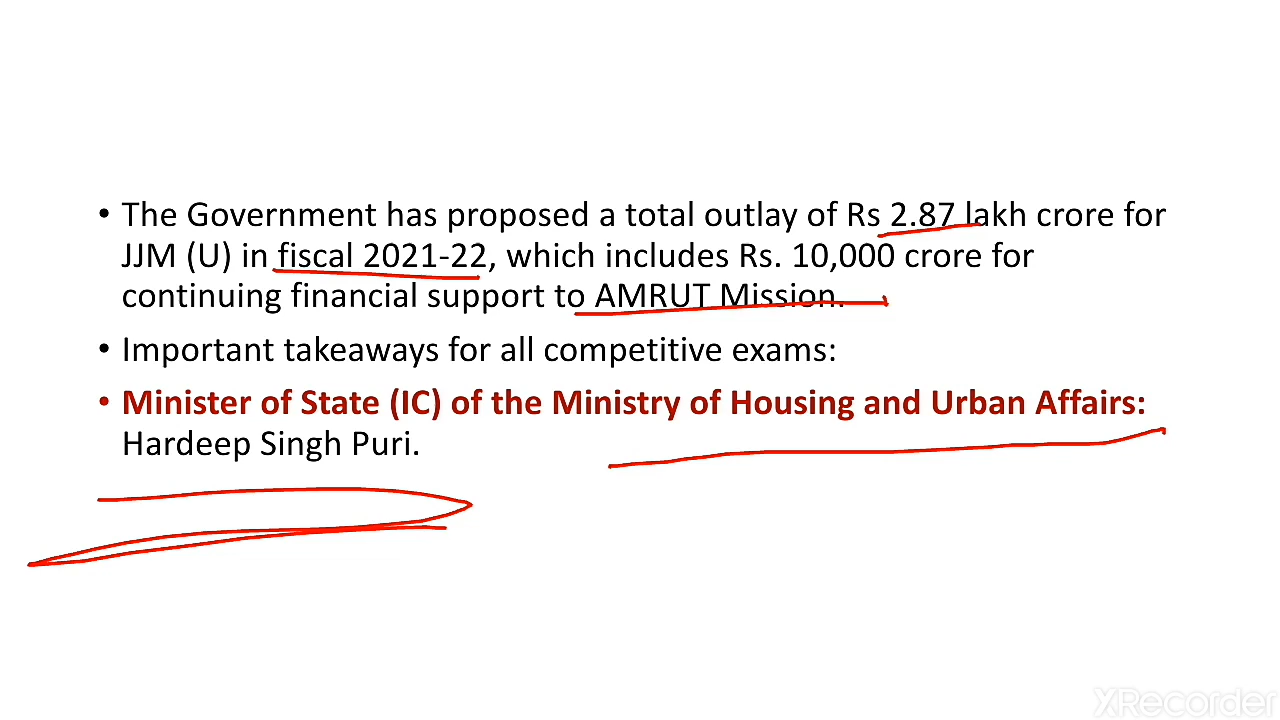 • The Government has proposed a total outlay of Rs 2.87 lakh crore for
JJM (U) in fiscal 2021-22, which includes Rs. 10,000 crore for
continuing financial support to AMRUT Mission.
• Important takeaways for all competitive exams:
• Minister of State (IC) of the Ministry of Housing and Urban Affairs:
Hardeep Singh Puri.
XRecorder